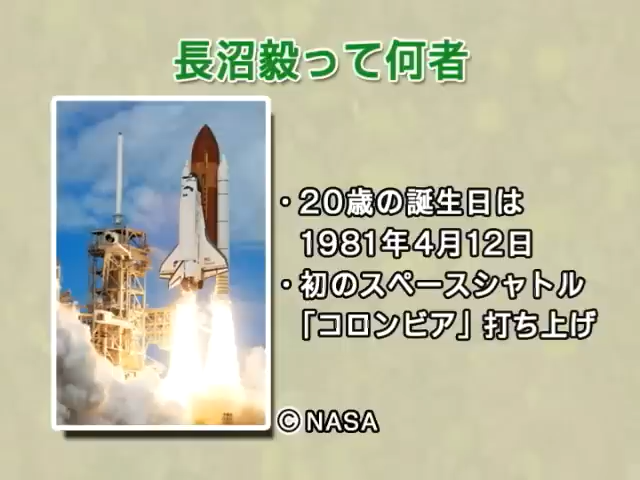 長沼毅って何者
・20歳の誕生日は
1981年4月12日
・初のスペースシャトル
「コロンビア」打ち上げ
©NASA